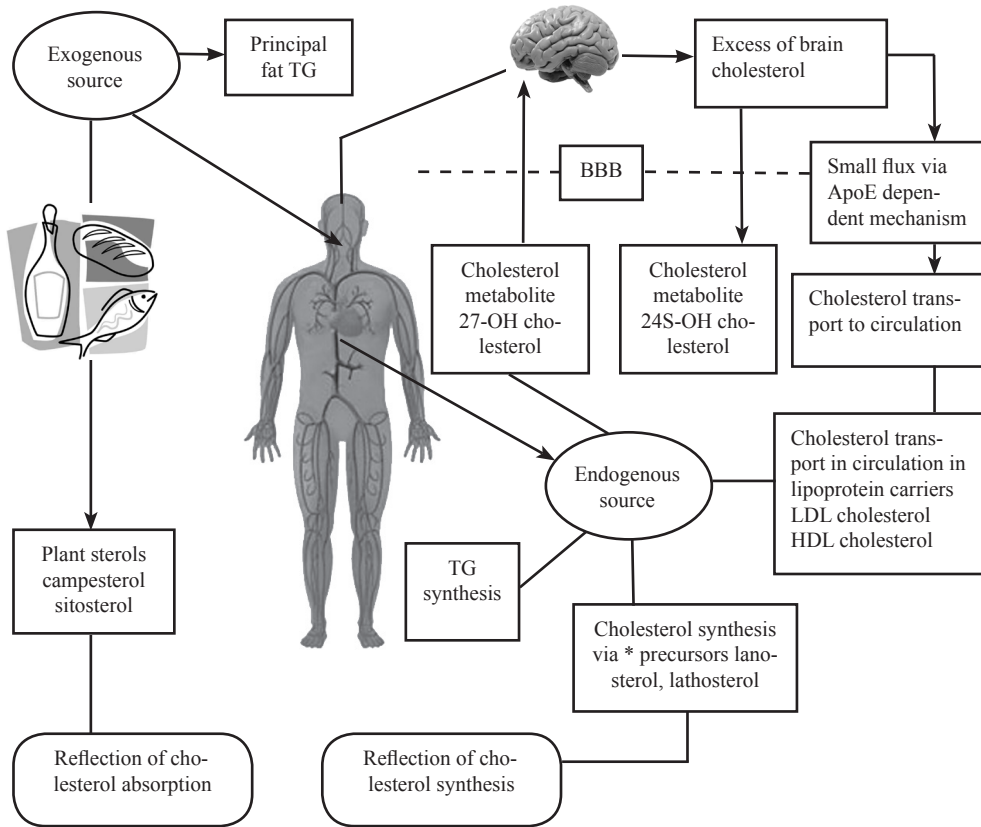 Exogenous
source
Principal
fat TG
Excess of brain
cholesterol
BBB
Small flux via
ApoE depen-
dent mechanism
Cholesterol
metabolite
27-OH cho-
lesterol
Cholesterol
metabolite
24S-OH cho-
lesterol
Cholesterol trans-
port to circulation
Endogenous
source
Cholesterol trans-
port in circulation in
lipoprotein carriers
LDL cholesterol
HDL cholesterol
Plant sterols
campesterol
sitosterol
TG
synthesis
Cholesterol synthesis
via * precursors lano-
sterol, lathosterol
Reflection of cho-
lesterol absorption
Reflection of cho-
lesterol synthesis